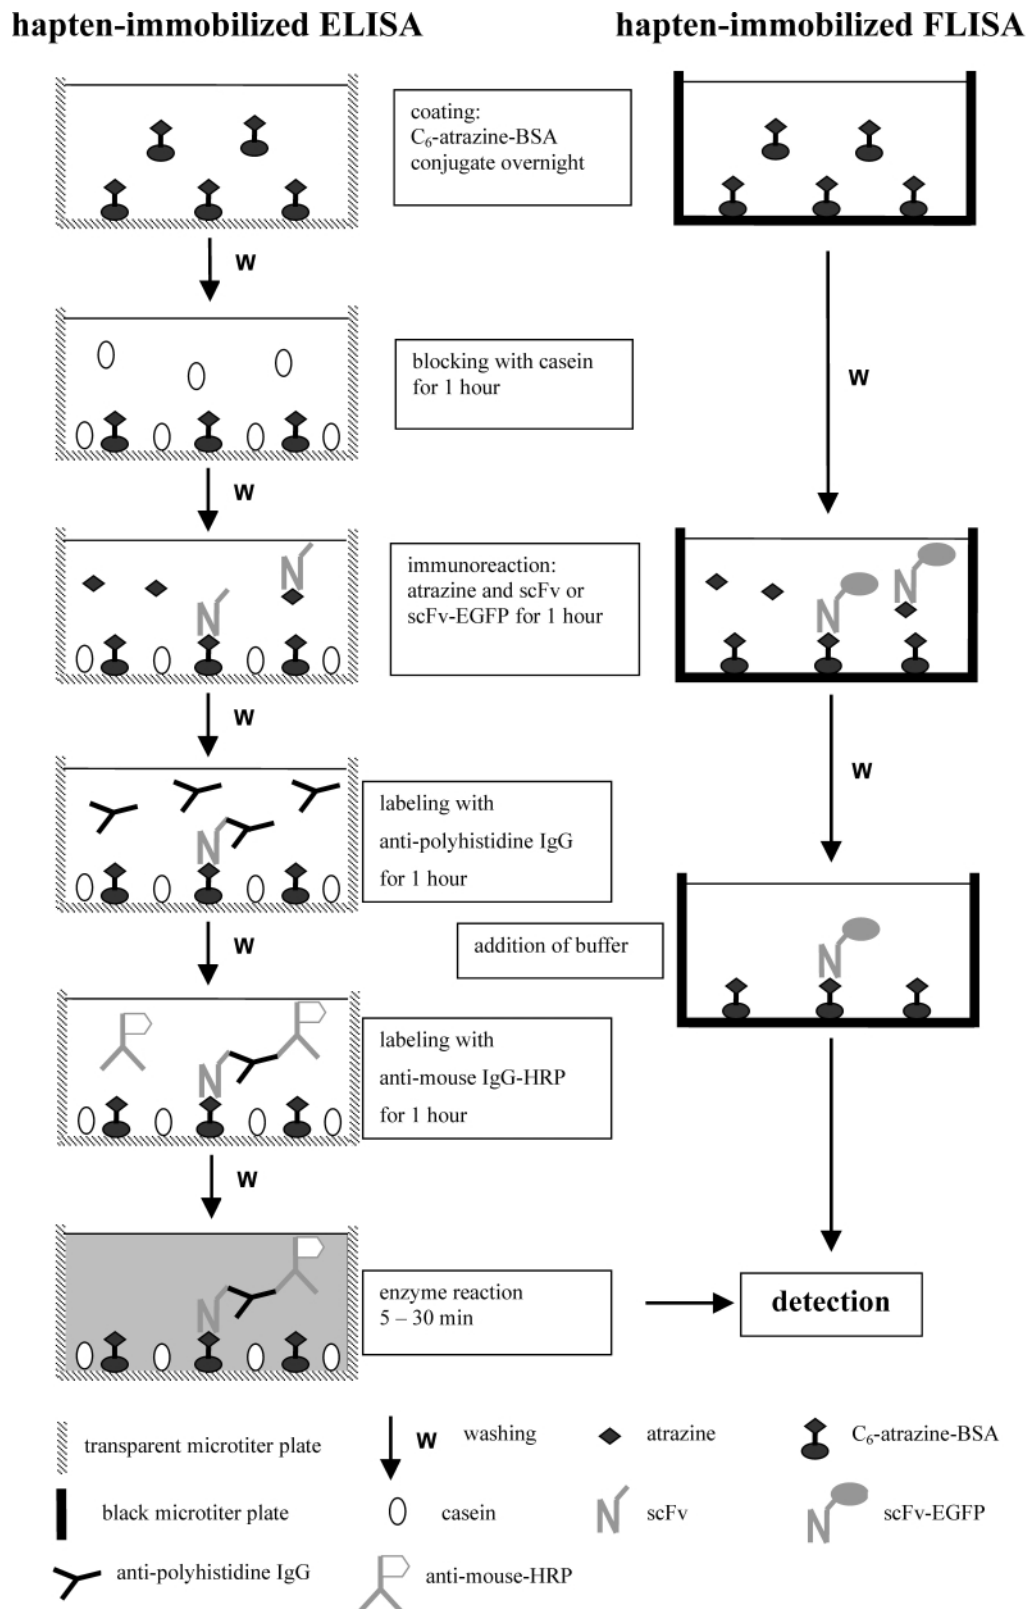 hapten-immobilized ELISA
hapten-immobilized FLISA
coating:
C₆-atrazine-BSA
conjugate overnight
W
blocking with casein
for 1 hour
W
W
immunoreaction:
atrazine and scFv or
scFv-EGFP for 1 hour
W
W
labeling with
anti-polyhistidine IgG
for 1 hour
W
addition of buffer
labeling with
anti-mouse IgG-HRP
for 1 hour
W
enzyme reaction
5 – 30 min
detection
transparent microtiter plate
W washing
atrazine
C₆-atrazine-BSA
black microtiter plate
casein
scFv
scFv-EGFP
anti-polyhistidine IgG
anti-mouse-HRP